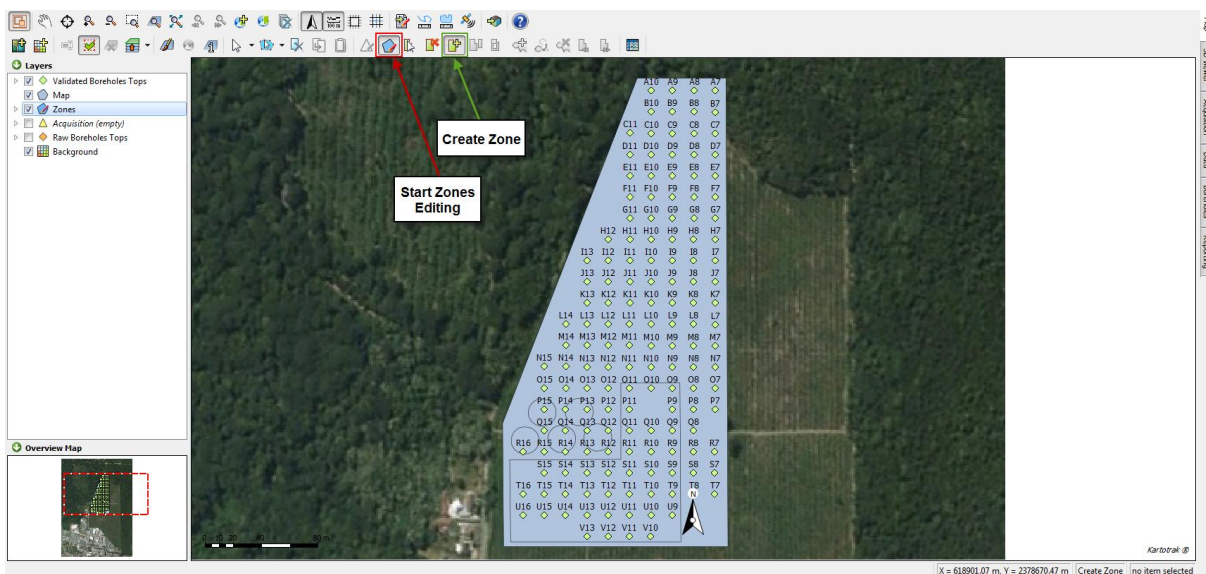 Layers
Validated Boreholes Tops
Map
Zones
Acquisition (empty)
Raw Boreholes Tops
Background
Create Zone
Start Zones
Editing
A10 A9 A8 A7
B10 B9 B8 B7
C11 C10 C9 C8 C7
D11 D10 D9 D8 D7
E11 E10 E9 E8 E7
F11 F10 F9 F8 F7
G11 G10 G9 G8 G7
H12 H11 H10 H9 H8 H7
I13 I12 I11 I10 I9 I8 I7
J13 J12 J11 J10 J9 J8 J7
K13 K12 K11 K10 K9 K8 K7
L14 L13 L12 L11 L10 L9 L8 L7
M14 M13 M12 M11 M10 M9 M8 M7
N15 N14 N13 N12 N11 N10 N9 N8 N7
O15 O14 O13 O12 O11 O10 O9 O8 O7
P15 P14 P13 P12 P11 P9 P8 P7
Q15 Q14 Q13 Q12 Q11 Q10 Q9 Q8
R16 R15 R14 R13 R12 R11 R10 R9 R8 R7
S15 S14 S13 S12 S11 S10 S9 S8 S7
T16 T15 T14 T13 T12 T11 T10 T9 T8 T7
U16 U15 U14 U13 U12 U11 U10 U9
V13 V12 V11 V10
N
Overview Map
0 10 20 40 80 m
Kartotrak ®
X = 618901.07 m, Y = 2378670.47 m Create Zone no item selected